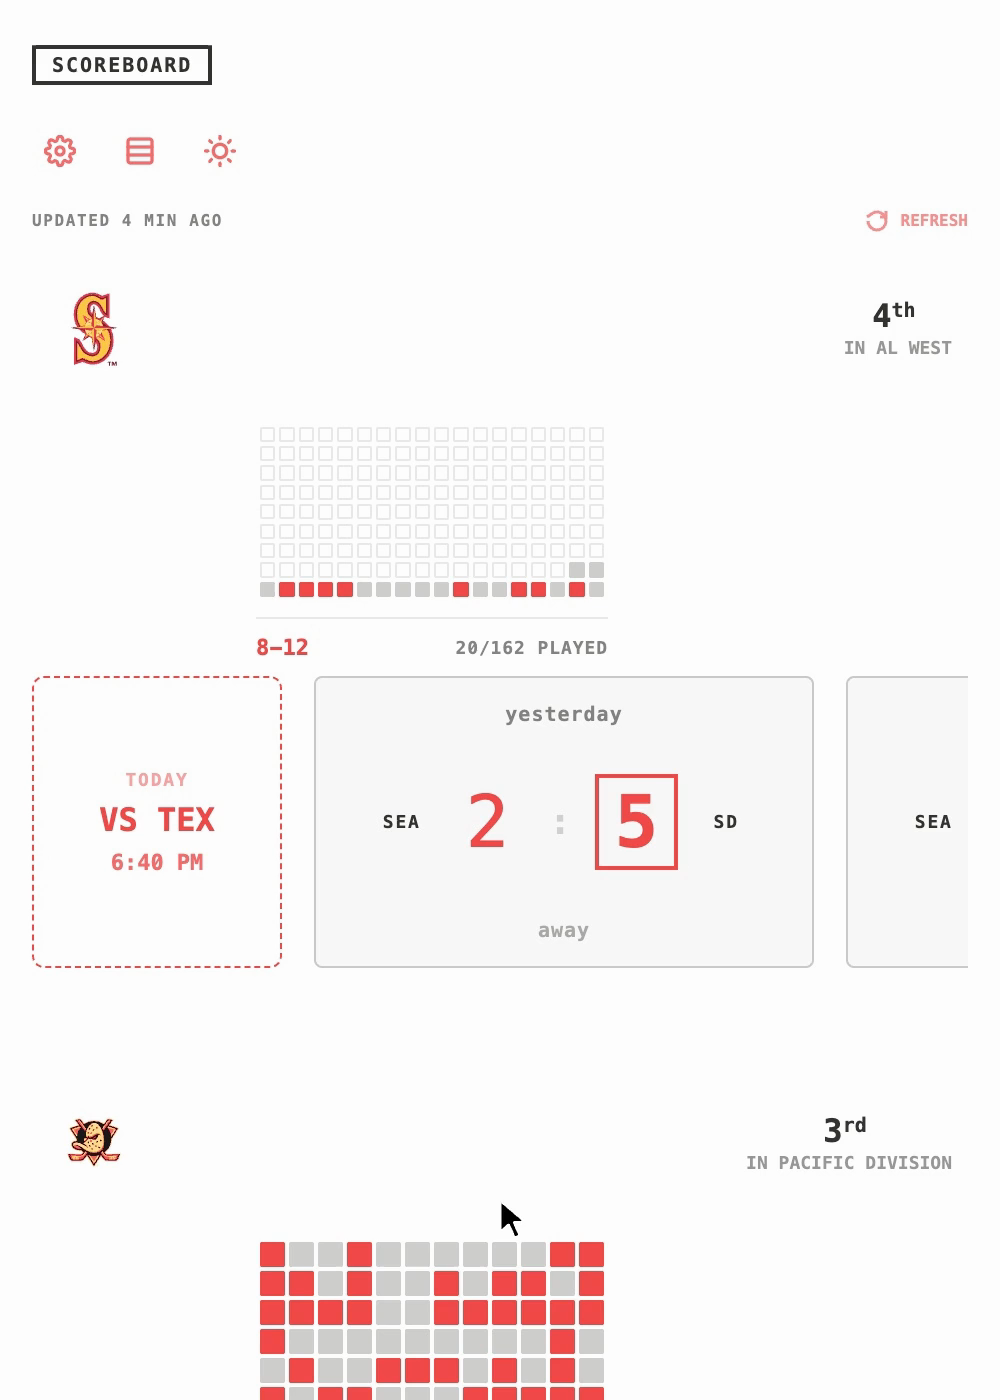 SCOREBOARD
UPDATED 4 MIN AGO
REFRESH
S
TM
4th
IN AL WEST
8–12
20/162 PLAYED
TODAY
VS TEX
6:40 PM
yesterday
SEA 2 : 5 SD
away
SEA
3rd
IN PACIFIC DIVISION